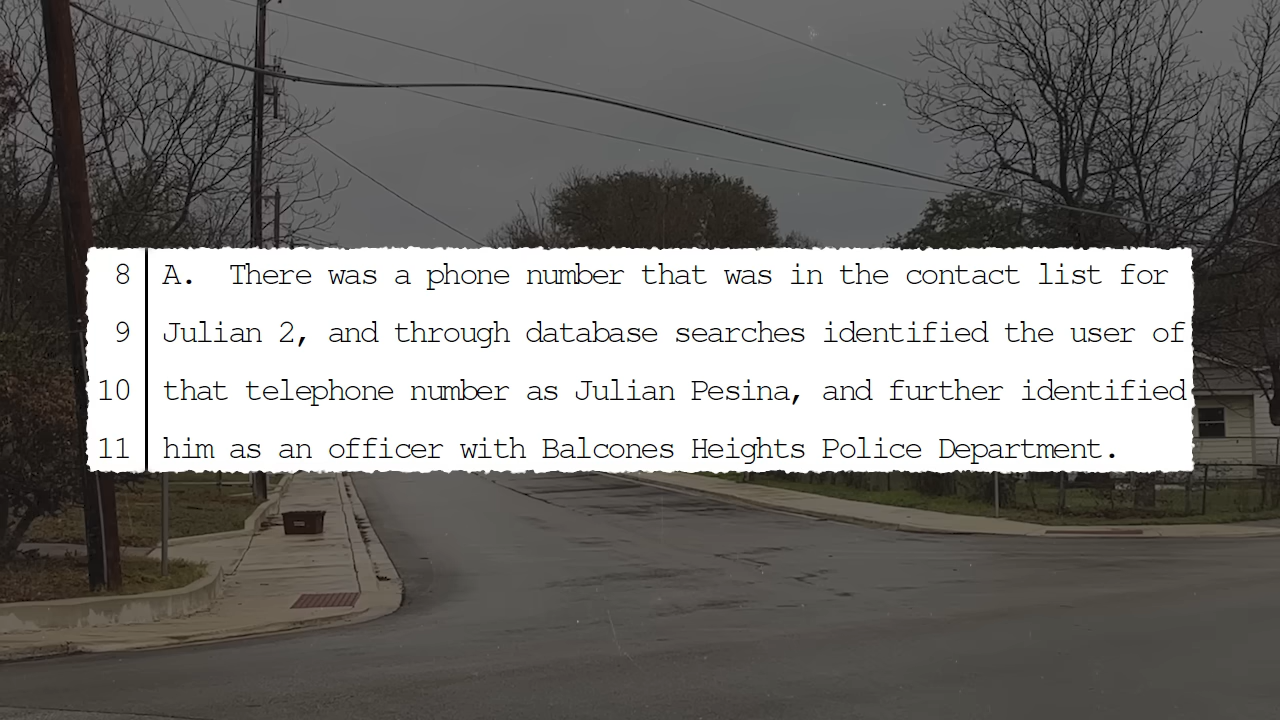 8 A. There was a phone number that was in the contact list for
9 Julian 2, and through database searches identified the user of
10 that telephone number as Julian Pesina, and further identified
11 him as an officer with Balcones Heights Police Department.